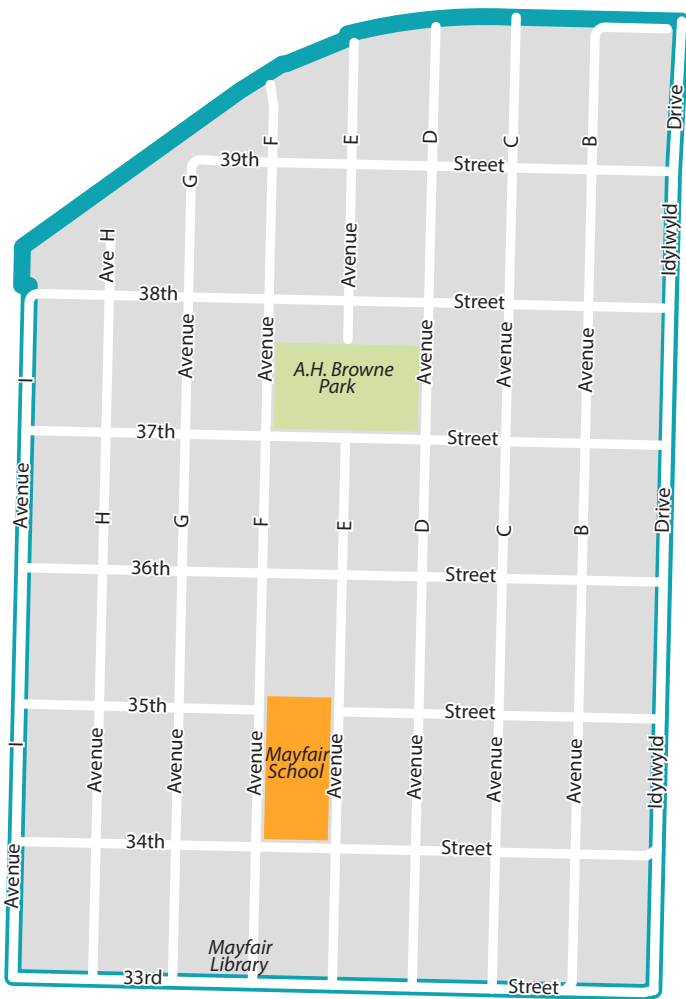 Drive
F
E
D
C
B
39th
Street
G
Idylwyld
Ave H
Avenue
38th
Street
Avenue
Avenue
Avenue
Avenue
Avenue
A.H. Browne
Park
I
37th
Street
Avenue
H
G
F
E
D
C
B
Drive
36th
Street
35th
Street
I
Avenue
Avenue
Avenue
Mayfair
School
Avenue
Avenue
Avenue
Avenue
Idylwyld
34th
Street
Avenue
Mayfair
Library
33rd
Street